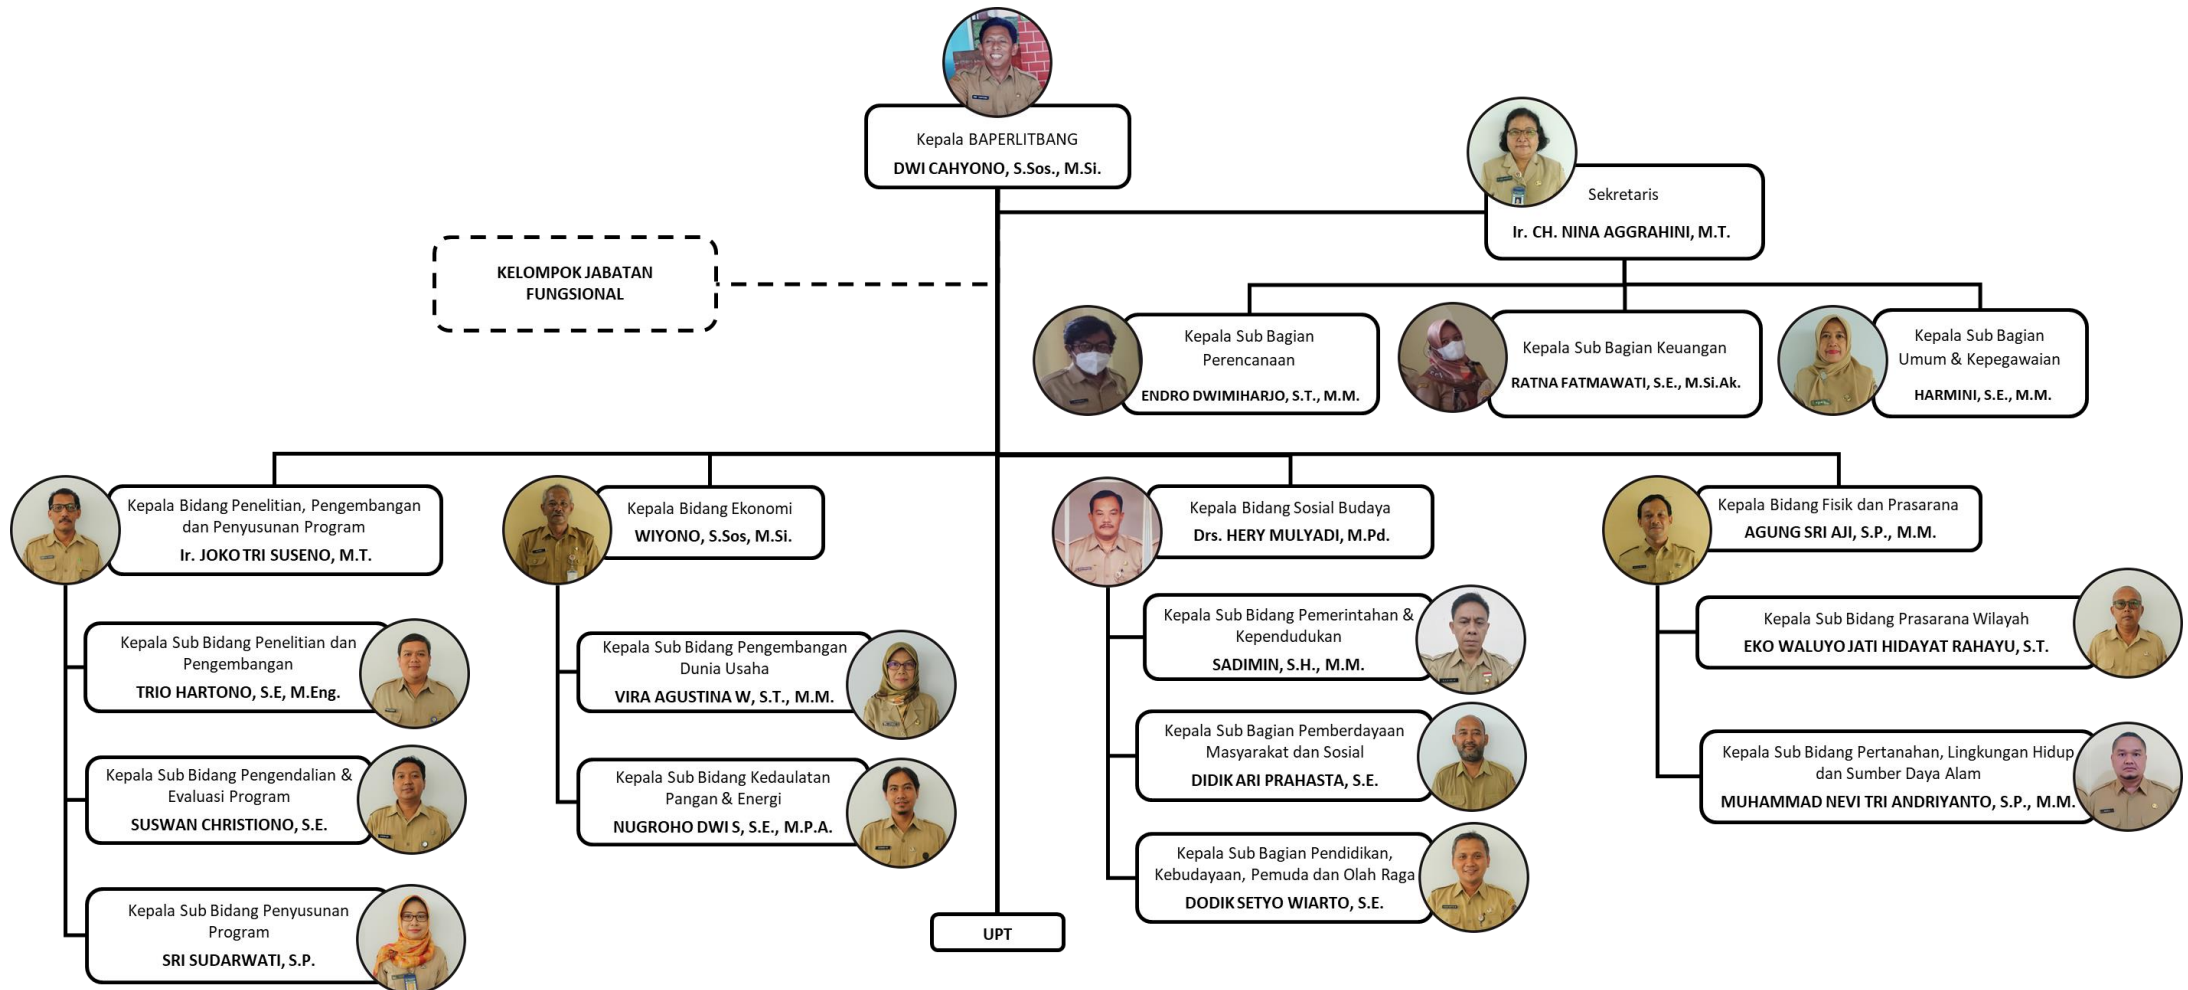 Kepala BAPERLITBANG
DWI CAHYONO, S.Sos., M.Si.
Sekretaris
Ir. CH. NINA AGGRAHINI, M.T.
KELOMPOK JABATAN
FUNGSIONAL
Kepala Sub Bagian
Perencanaan
ENDRO DWIMIHARJO, S.T., M.M.
Kepala Sub Bagian Keuangan
RATNA FATMAWATI, S.E., M.Si.Ak.
Kepala Sub Bagian
Umum & Kepegawaian
HARMINI, S.E., M.M.
Kepala Bidang Penelitian, Pengembangan
dan Penyusunan Program
Ir. JOKO TRI SUSENO, M.T.
Kepala Sub Bidang Penelitian dan
Pengembangan
TRIO HARTONO, S.E, M.Eng.
Kepala Sub Bidang Pengendalian &
Evaluasi Program
SUSWAN CHRISTIONO, S.E.
Kepala Sub Bidang Penyusunan
Program
SRI SUDARWATI, S.P.
Kepala Bidang Ekonomi
WIYONO, S.Sos, M.Si.
Kepala Sub Bidang Pengembangan
Dunia Usaha
VIRA AGUSTINA W, S.T., M.M.
Kepala Sub Bidang Kedaulatan
Pangan & Energi
NUGROHO DWI S, S.E., M.P.A.
UPT
Kepala Bidang Sosial Budaya
Drs. HERY MULYADI, M.Pd.
Kepala Sub Bidang Pemerintahan &
Kependudukan
SADIMIN, S.H., M.M.
Kepala Sub Bagian Pemberdayaan
Masyarakat dan Sosial
DIDIK ARI PRAHASTA, S.E.
Kepala Sub Bagian Pendidikan,
Kebudayaan, Pemuda dan Olah Raga
DODIK SETYO WIARTO, S.E.
Kepala Bidang Fisik dan Prasarana
AGUNG SRI AJI, S.P., M.M.
Kepala Sub Bidang Prasarana Wilayah
EKO WALUYO JATI HIDAYAT RAHAYU, S.T.
Kepala Sub Bidang Pertanahan, Lingkungan Hidup
dan Sumber Daya Alam
MUHAMMAD NEVI TRI ANDRIYANTO, S.P., M.M.